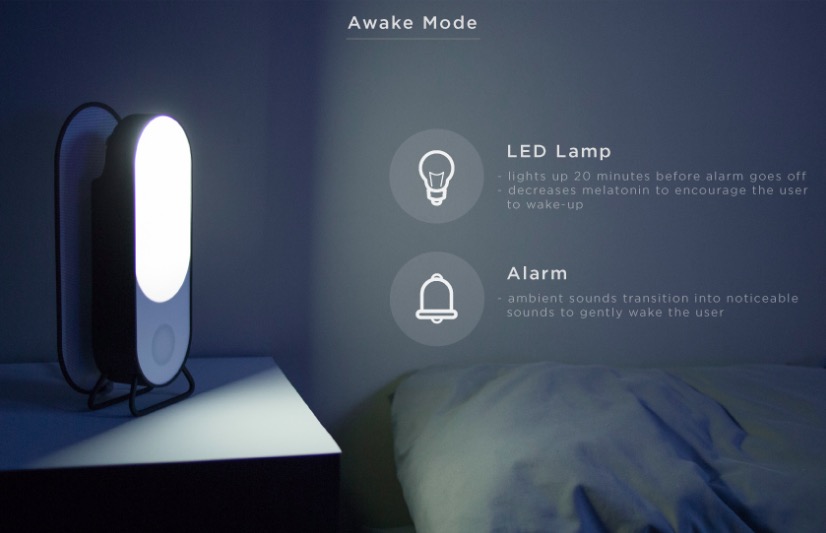 Awake Mode
LED Lamp
- lights up 20 minutes before alarm goes off
- decreases melatonin to encourage the user
to wake-up
Alarm
- ambient sounds transition into noticeable
sounds to gently wake the user